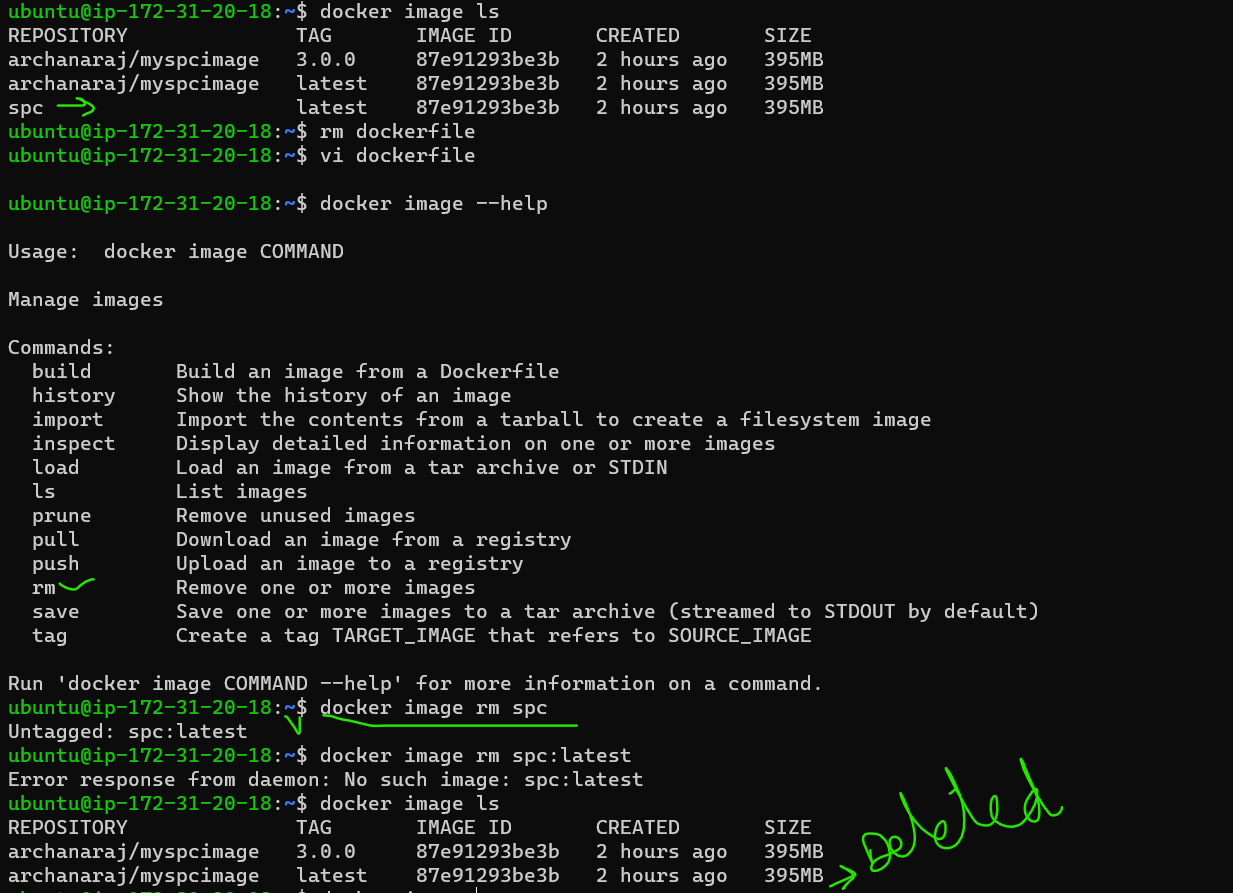 ubuntu@ip-172-31-20-18:~$ docker image ls
REPOSITORY              TAG       IMAGE ID       CREATED       SIZE
archanaraj/myspcimage   3.0.0     87e91293be3b   2 hours ago   395MB
archanaraj/myspcimage   latest    87e91293be3b   2 hours ago   395MB
spc                     latest    87e91293be3b   2 hours ago   395MB
ubuntu@ip-172-31-20-18:~$ rm dockerfile
ubuntu@ip-172-31-20-18:~$ vi dockerfile
ubuntu@ip-172-31-20-18:~$ docker image --help
Usage:  docker image COMMAND
Manage images
Commands:
  build       Build an image from a Dockerfile
  history     Show the history of an image
  import      Import the contents from a tarball to create a filesystem image
  inspect     Display detailed information on one or more images
  load        Load an image from a tar archive or STDIN
  ls          List images
  prune       Remove unused images
  pull        Download an image from a registry
  push        Upload an image to a registry
  rm          Remove one or more images
  save        Save one or more images to a tar archive (streamed to STDOUT by default)
  tag         Create a tag TARGET_IMAGE that refers to SOURCE_IMAGE
Run 'docker image COMMAND --help' for more information on a command.
ubuntu@ip-172-31-20-18:~$ docker image rm spc
Untagged: spc:latest
ubuntu@ip-172-31-20-18:~$ docker image rm spc:latest
Error response from daemon: No such image: spc:latest
ubuntu@ip-172-31-20-18:~$ docker image ls
REPOSITORY              TAG       IMAGE ID       CREATED       SIZE
archanaraj/myspcimage   3.0.0     87e91293be3b   2 hours ago   395MB
archanaraj/myspcimage   latest    87e91293be3b   2 hours ago   395MB
Deleted